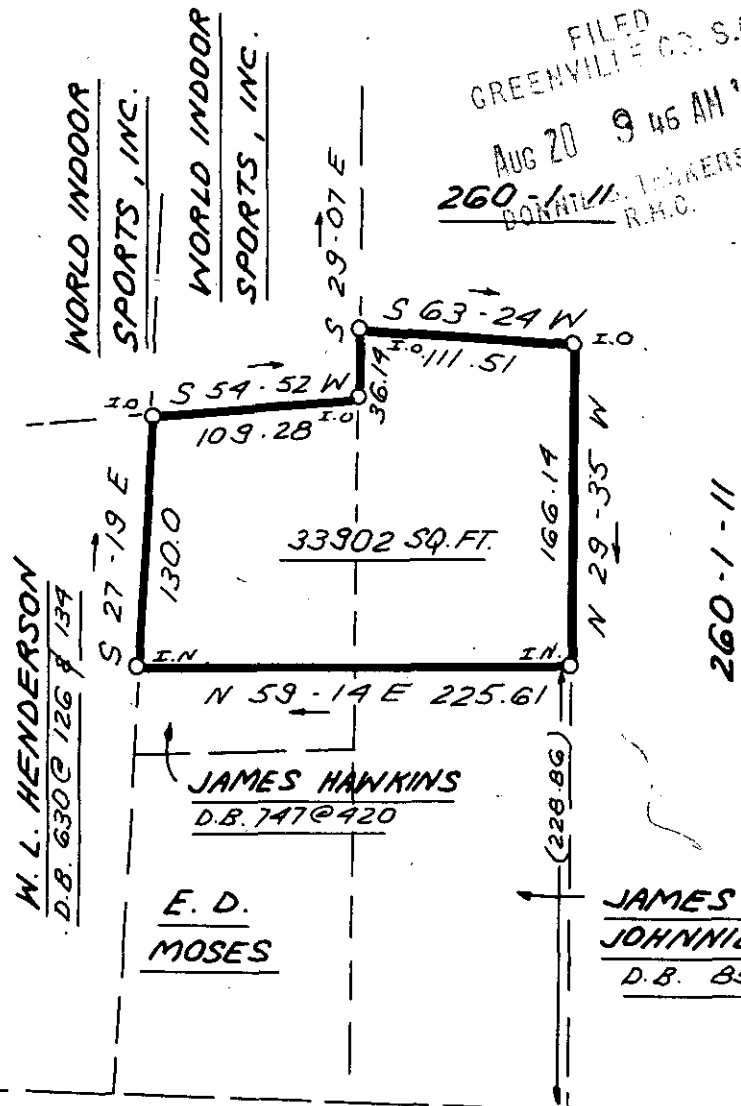 FILED
GREENVILLE CO. S.
AUG 20 9 46 AM '
R.M.C.
WORLD INDOOR
SPORTS, INC.
WORLD INDOOR
SPORTS, INC.
260-1-11
S 29-07 E
36.14
S 63-24 W
I.O.
111.51
I.O.
I.O.
S 54-52 W
I.O
109.28
S 27-19 E
130.0
33902 SQ.FT.
166.14
N 29-35 W
260-1-11
I.N.
I.N.
N 59-14 E 225.61
W. L. HENDERSON
D.B. 630 @ 126 & 134
JAMES HAWKINS
D.B. 747 @ 420
(228.86)
E. D.
MOSES
JAMES
D.B.